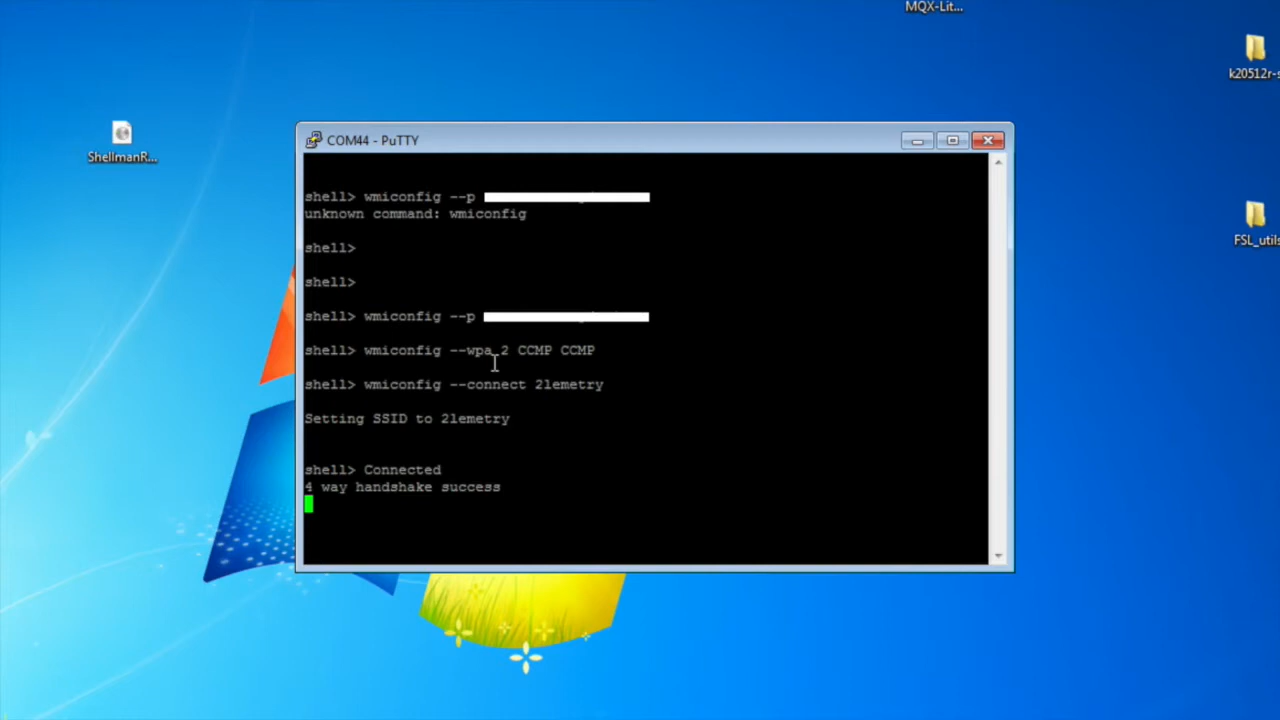 MQX-Lit...
k20512r-s
ShellmanR...
COM44 - PuTTY
shell> wmiconfig --p
unknown command: wmiconfig
shell>
shell>
shell> wmiconfig --p
shell> wmiconfig --wpa 2 CCMP CCMP
shell> wmiconfig --connect 2lemetry
Setting SSID to 2lemetry
shell> Connected
4 way handshake success
FSL_utils